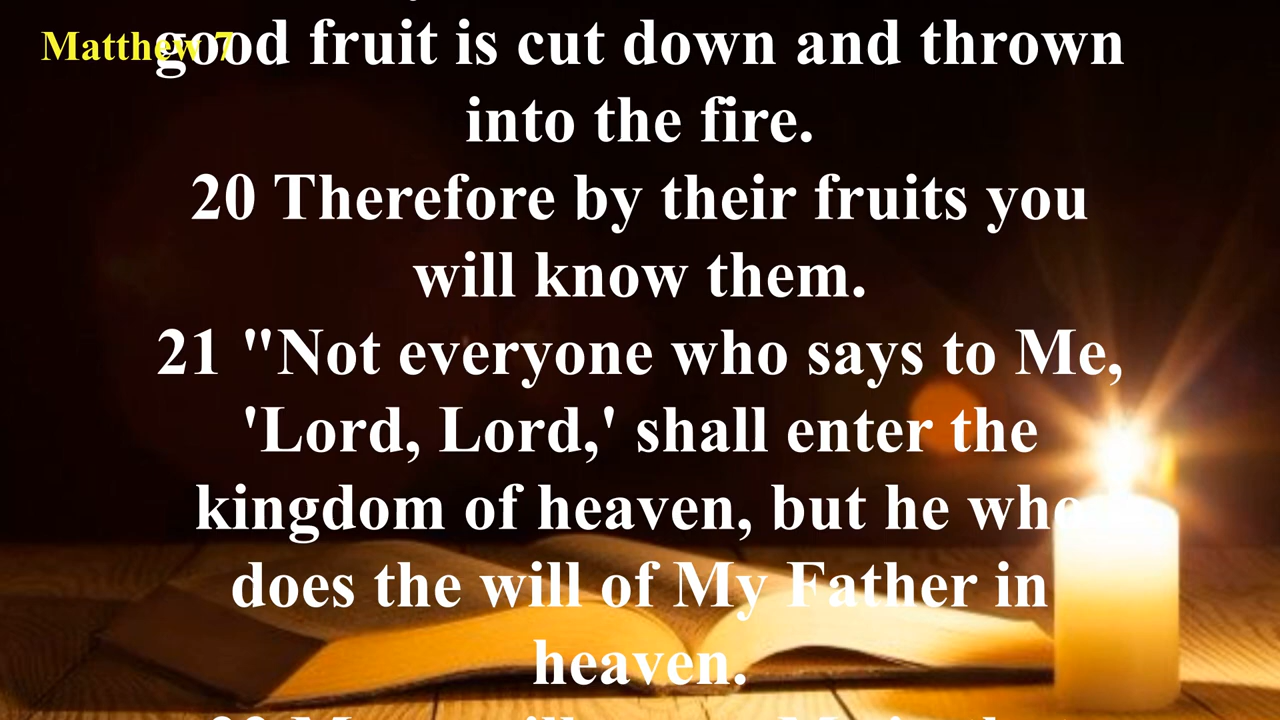 Matthew 7
good fruit is cut down and thrown
into the fire.
20 Therefore by their fruits you
will know them.
21 "Not everyone who says to Me,
'Lord, Lord,' shall enter the
kingdom of heaven, but he who
does the will of My Father in
heaven.